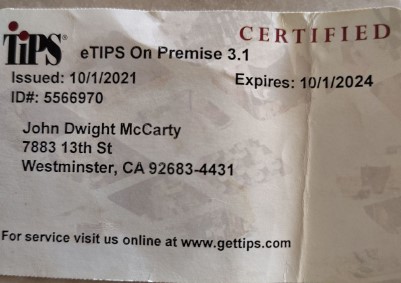 TiPS® CERTIFIED
eTIPS On Premise 3.1
Issued: 10/1/2021 Expires: 10/1/2024
ID#: 5566970
John Dwight McCarty
7883 13th St
Westminster, CA 92683-4431
For service visit us online at www.gettips.com